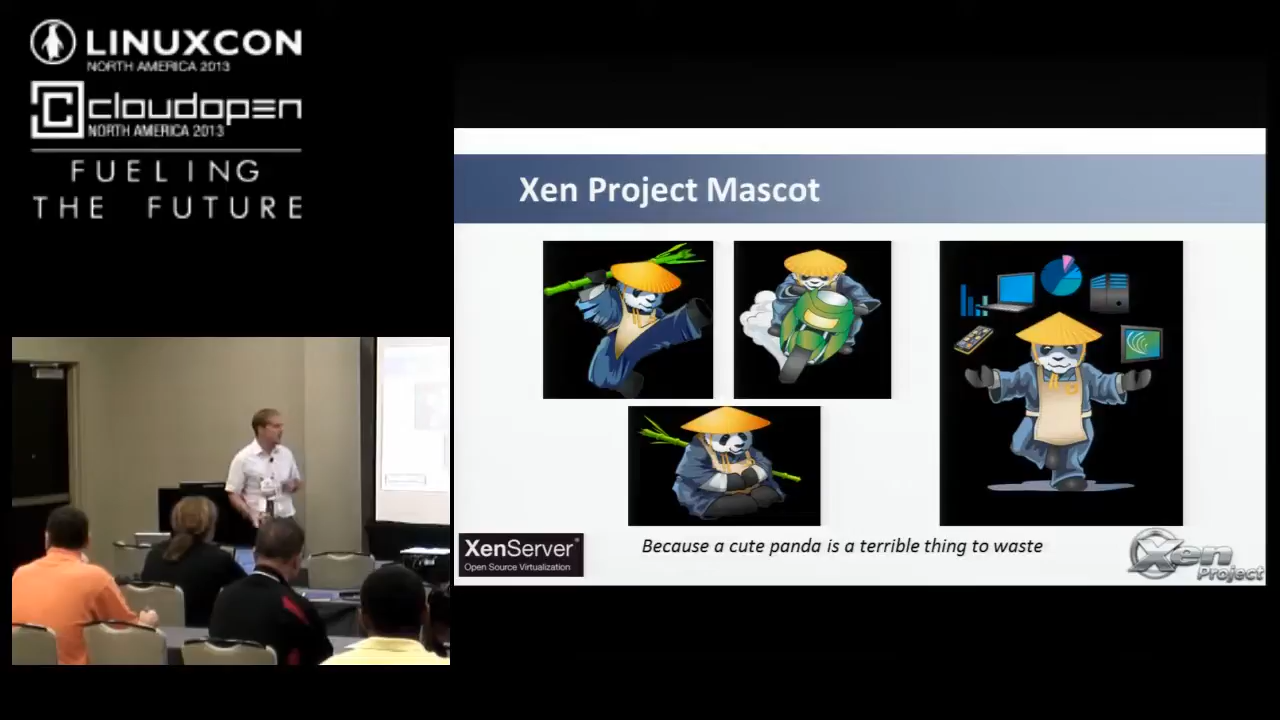 LINUXCON
NORTH AMERICA 2013
cloudopen
NORTH AMERICA 2013
FUELING
THE FUTURE
Xen Project Mascot
XenServer
Open Source Virtualization
Because a cute panda is a terrible thing to waste
Xen
Project